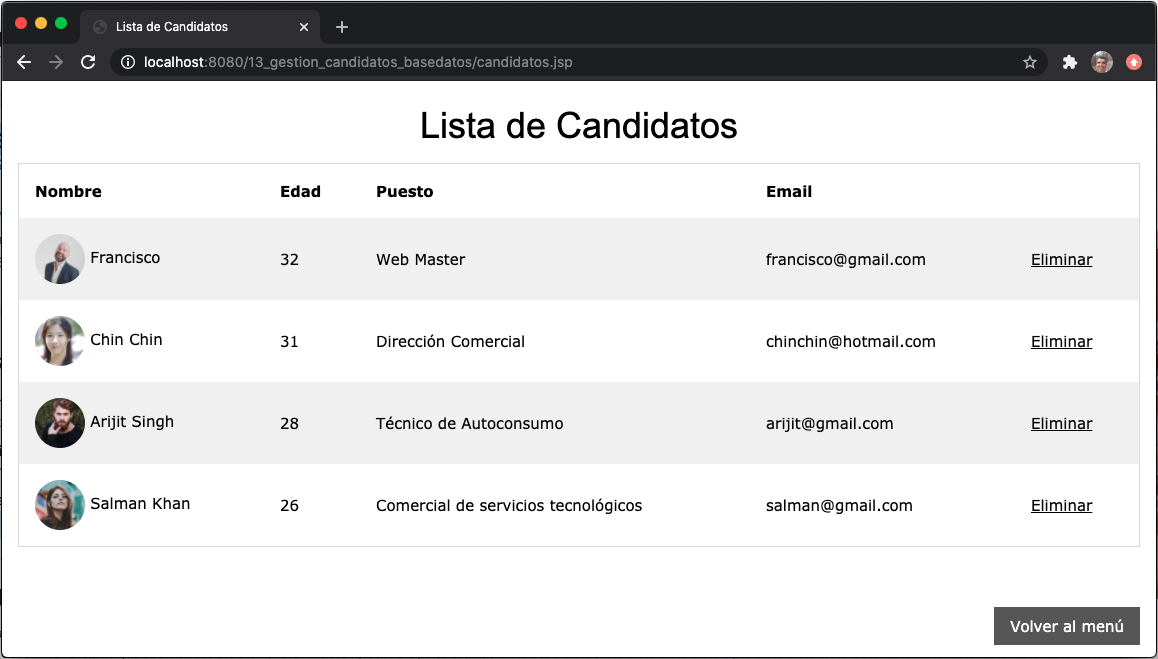 Lista de Candidatos
localhost:8080/13_gestion_candidatos_basedatos/candidatos.jsp
Lista de Candidatos
Nombre Edad Puesto Email
Francisco 32 Web Master francisco@gmail.com Eliminar
Chin Chin 31 Dirección Comercial chinchin@hotmail.com Eliminar
Arijit Singh 28 Técnico de Autoconsumo arijit@gmail.com Eliminar
Salman Khan 26 Comercial de servicios tecnológicos salman@gmail.com Eliminar
Volver al menú